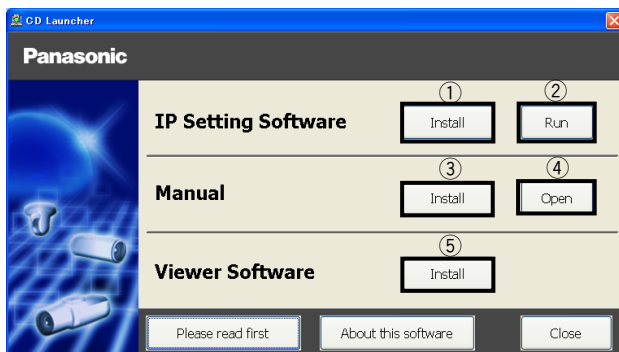 CD Launcher
Panasonic
① ②
IP Setting Software Install Run
③ ④
Manual Install Open
⑤
Viewer Software Install
Please read first About this software Close